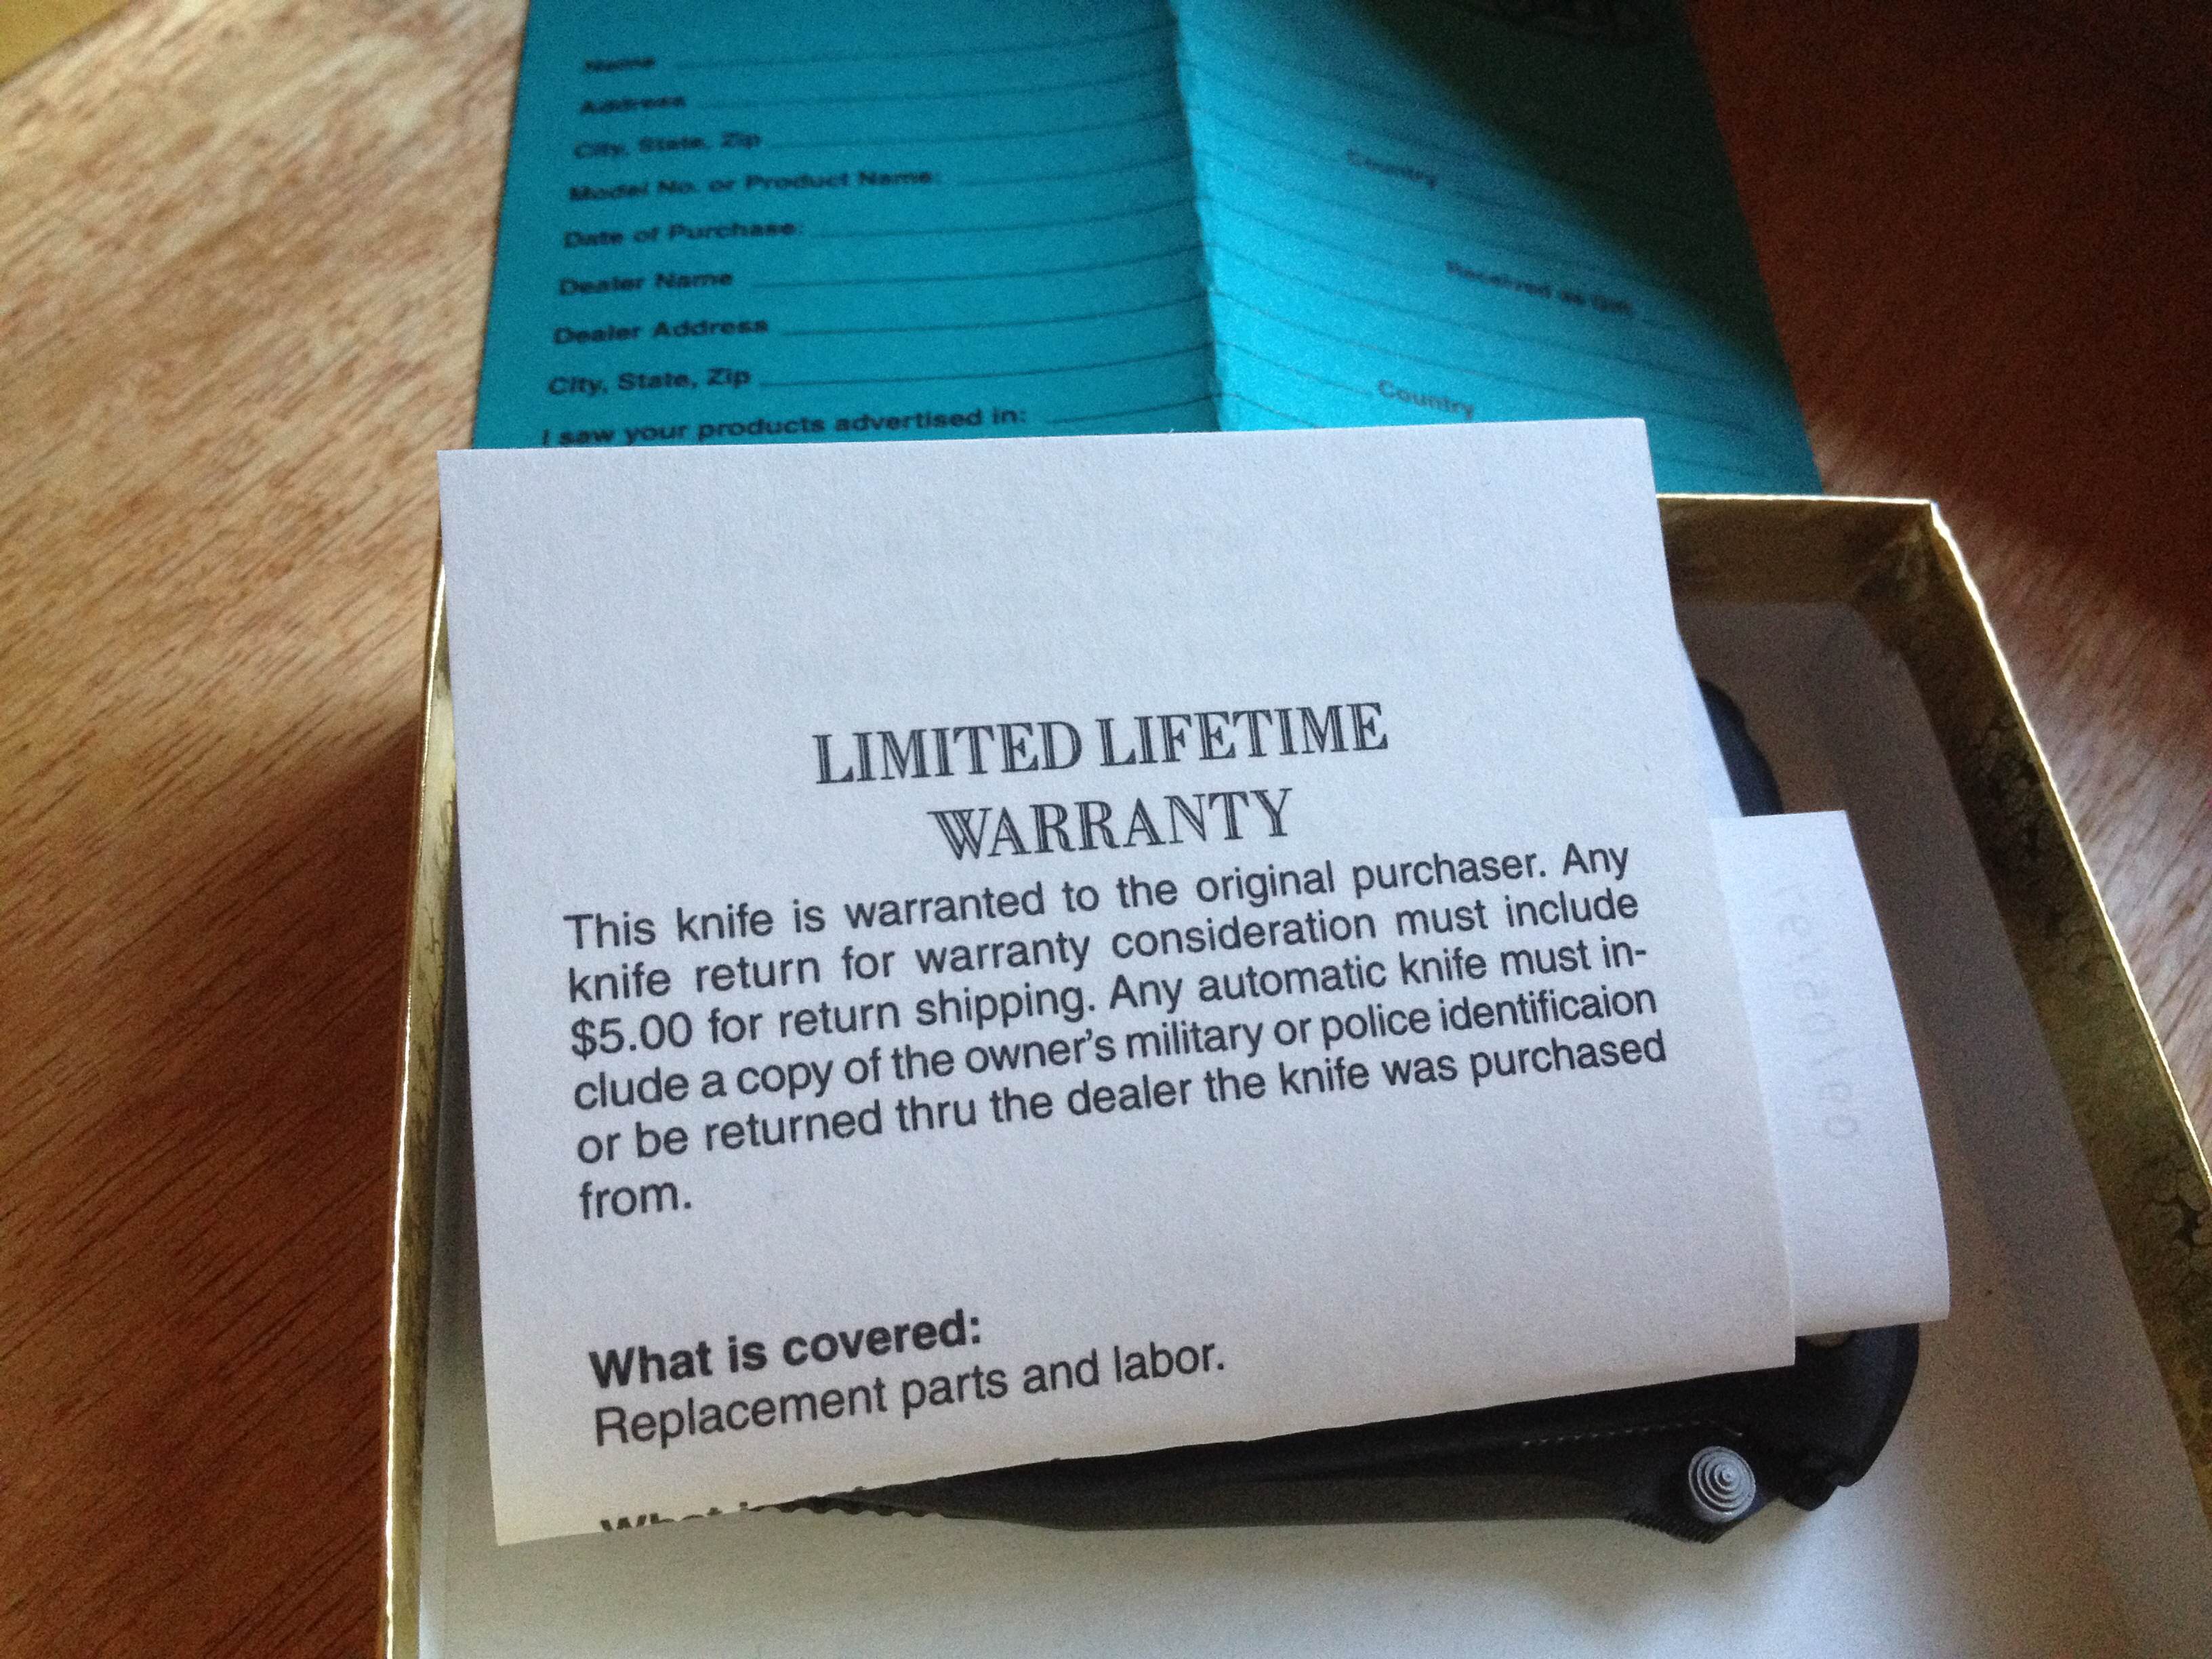 Name
Address
City, State, Zip
Country
Model No. or Product Name:
Date of Purchase:
Received as Gift
Dealer Name
Dealer Address
City, State, Zip
Country
I saw your products advertised in:
LIMITED LIFETIME
WARRANTY
This knife is warranted to the original purchaser. Any
knife return for warranty consideration must include
$5.00 for return shipping. Any automatic knife must in-
clude a copy of the owner's military or police identificaion
or be returned thru the dealer the knife was purchased
from.
What is covered:
Replacement parts and labor.
What